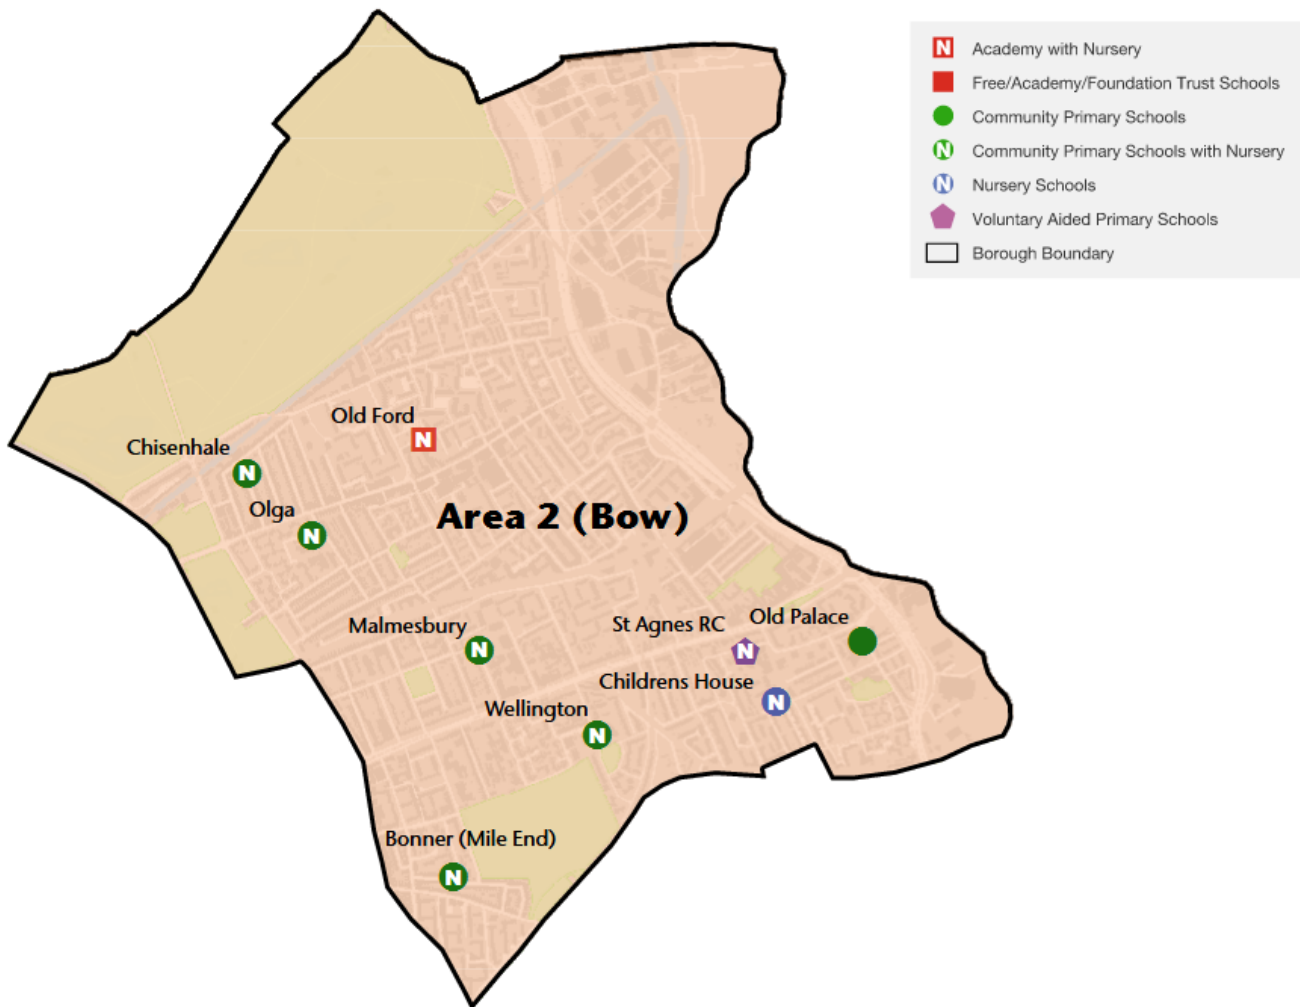 N Academy with Nursery
Free/Academy/Foundation Trust Schools
Community Primary Schools
N Community Primary Schools with Nursery
N Nursery Schools
Voluntary Aided Primary Schools
Borough Boundary
Old Ford
N
Chisenhale
N
Olga
N
Area 2 (Bow)
Malmesbury
N
St Agnes RC
N
Old Palace
Childrens House
N
Wellington
N
Bonner (Mile End)
N